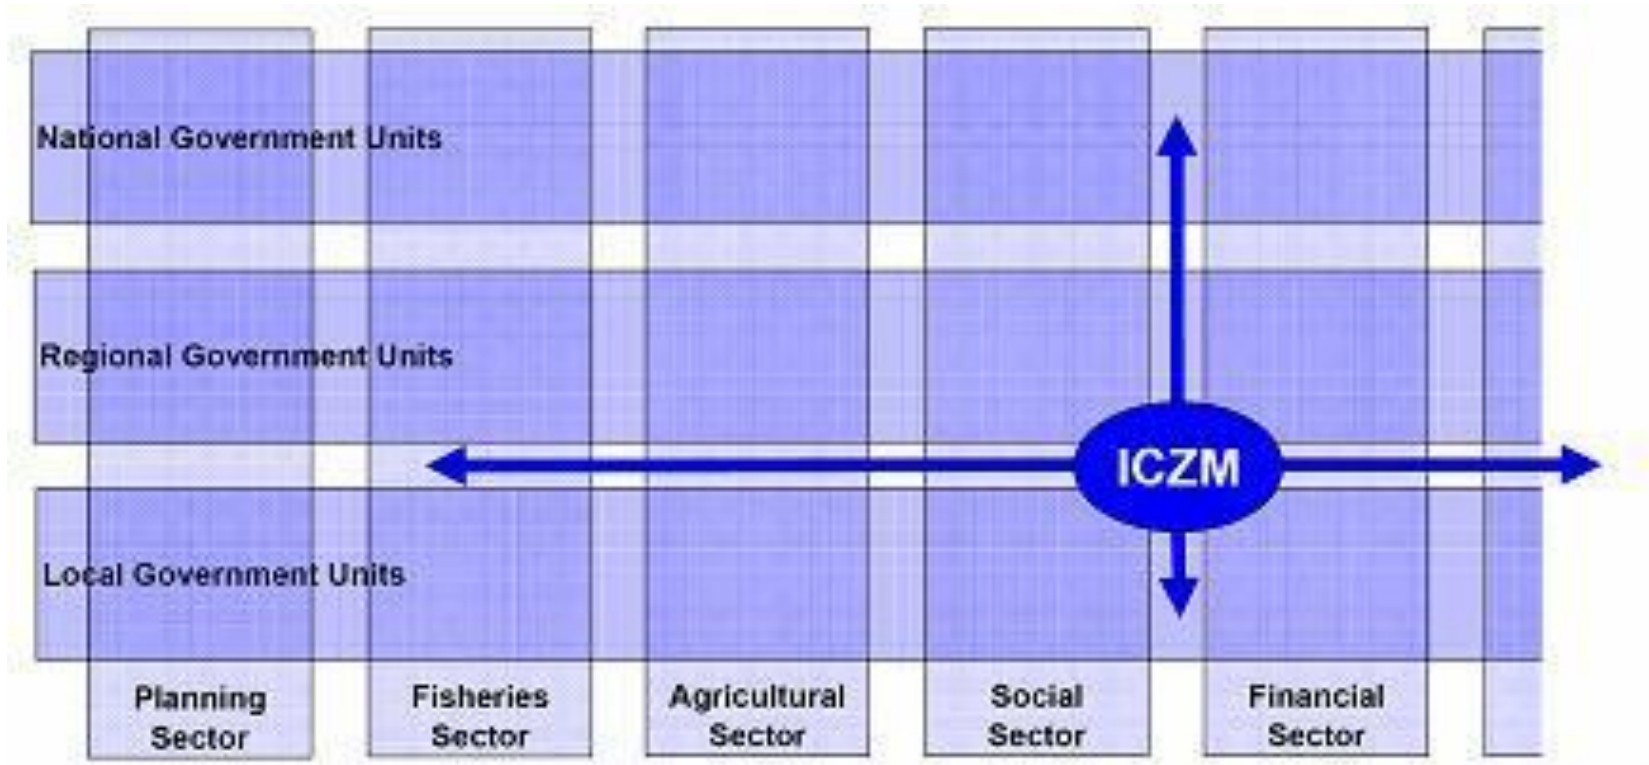 National Government Units
Regional Government Units
ICZM
Local Government Units
Planning
Sector
Fisheries
Sector
Agricultural
Sector
Social
Sector
Financial
Sector